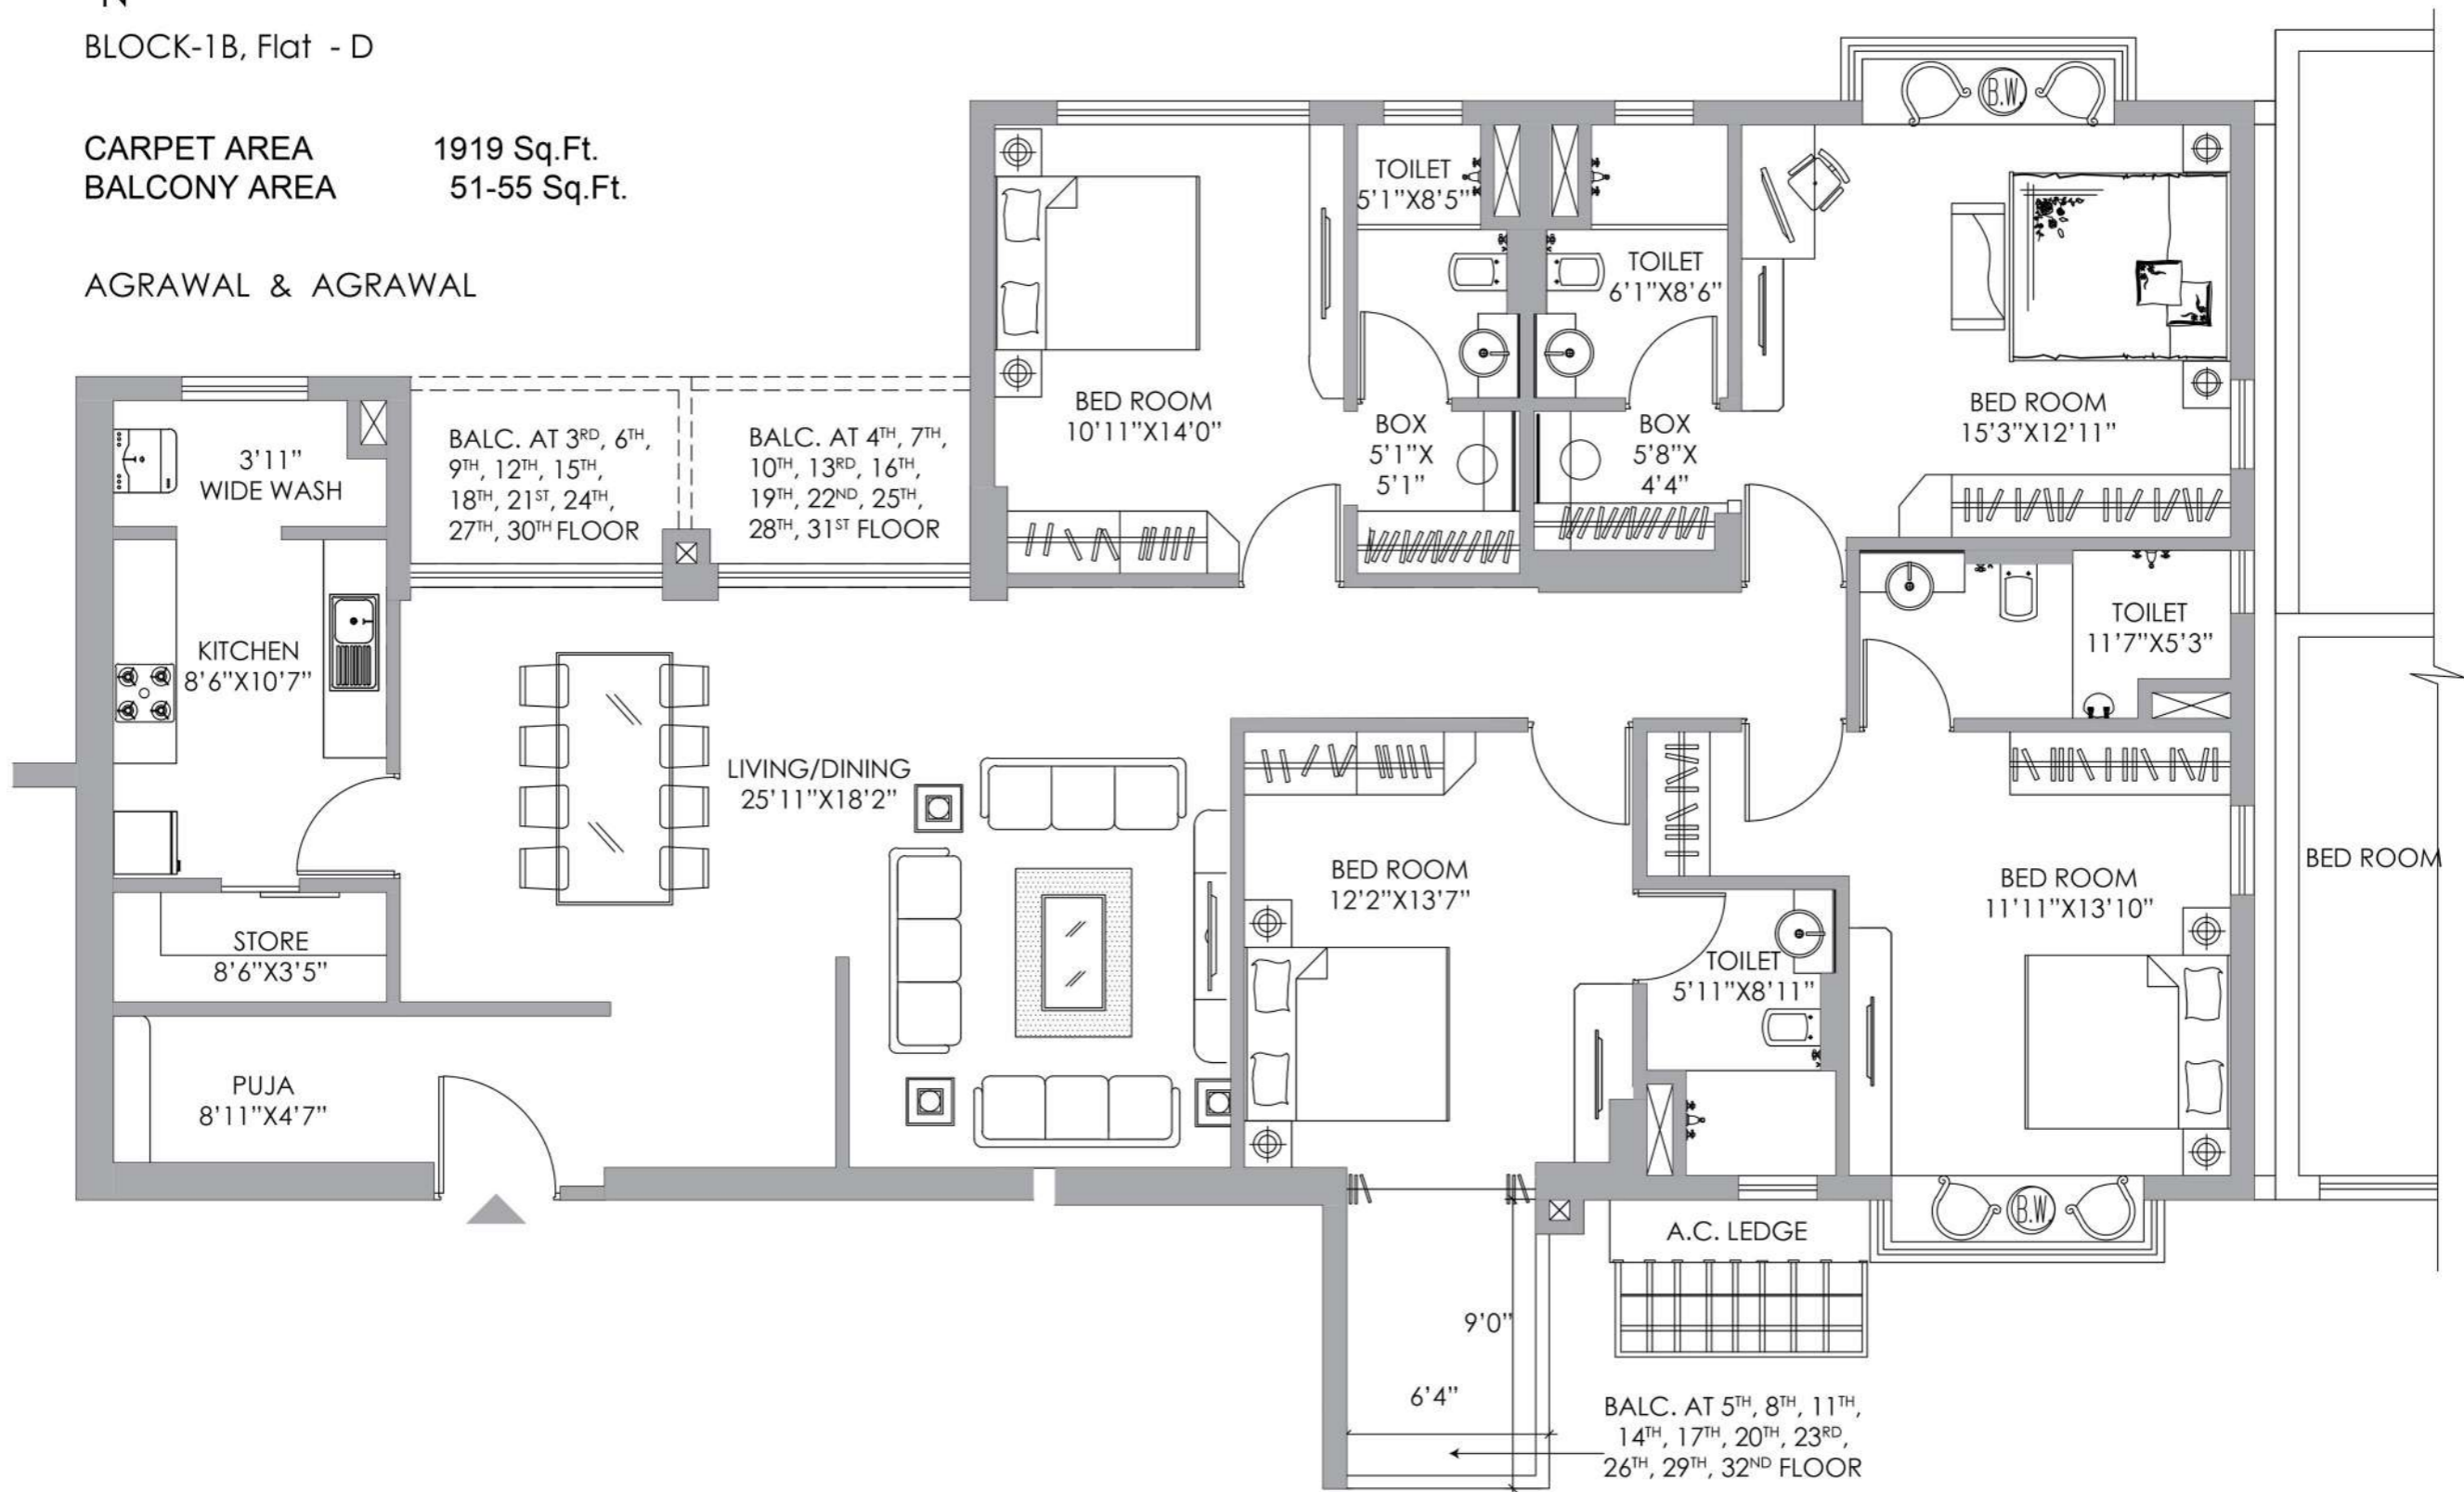 N
BLOCK-1B, Flat - D
CARPET AREA 1919 Sq.Ft.
BALCONY AREA 51-55 Sq.Ft.
AGRAWAL & AGRAWAL
3'11"
WIDE WASH
BALC. AT 3RD, 6TH,
9TH, 12TH, 15TH,
18TH, 21ST, 24TH,
27TH, 30TH FLOOR
BALC. AT 4TH, 7TH,
10TH, 13RD, 16TH,
19TH, 22ND, 25TH,
28TH, 31ST FLOOR
BED ROOM
10'11"X14'0"
TOILET
5'1"X8'5"
BOX
5'1"X
5'1"
TOILET
6'1"X8'6"
BOX
5'8"X
4'4"
B.W.
BED ROOM
15'3"X12'11"
TOILET
11'7"X5'3"
KITCHEN
8'6"X10'7"
LIVING/DINING
25'11"X18'2"
STORE
8'6"X3'5"
PUJA
8'11"X4'7"
BED ROOM
12'2"X13'7"
TOILET
5'11"X8'11"
BED ROOM
11'11"X13'10"
BED ROOM
B.W.
A.C. LEDGE
9'0"
6'4"
BALC. AT 5TH, 8TH, 11TH,
14TH, 17TH, 20TH, 23RD,
26TH, 29TH, 32ND FLOOR